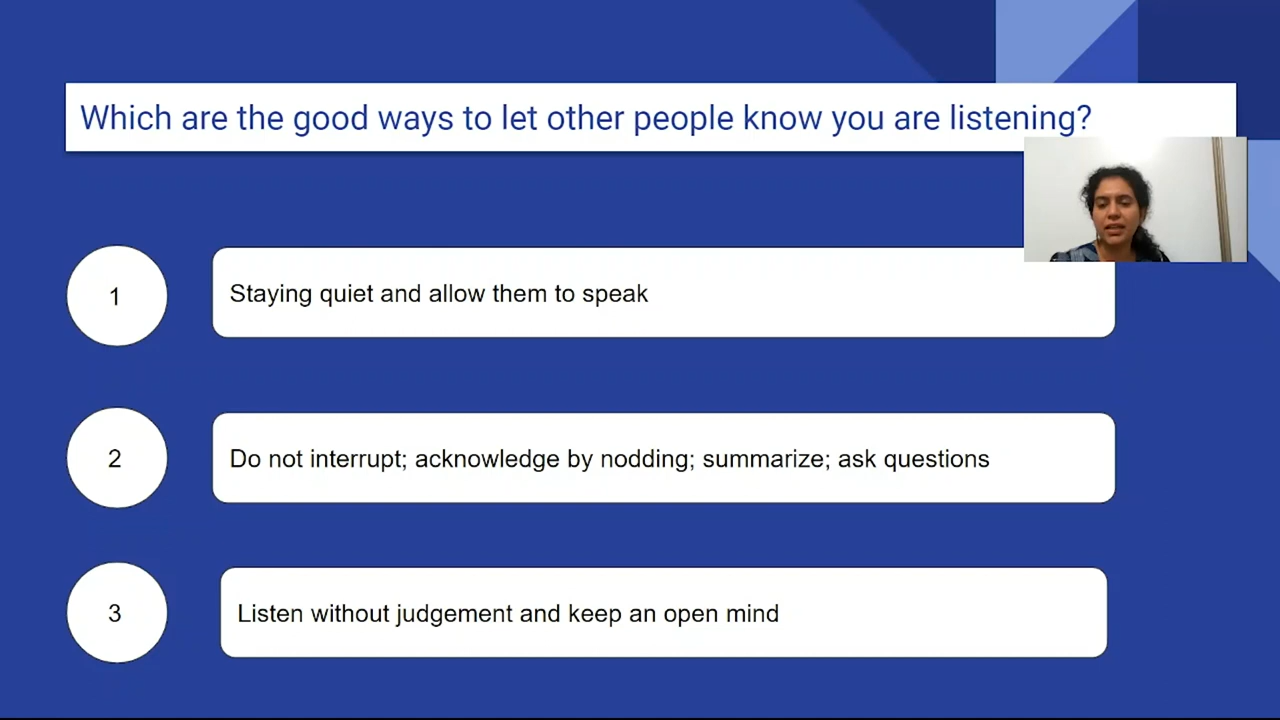 Which are the good ways to let other people know you are listening?
1
Staying quiet and allow them to speak
2
Do not interrupt; acknowledge by nodding; summarize; ask questions
3
Listen without judgement and keep an open mind